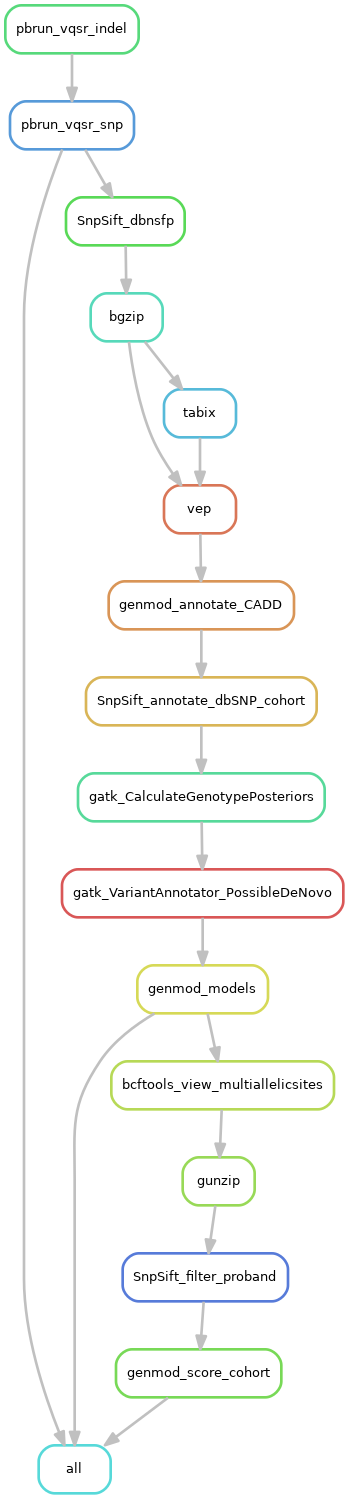 pbrun_vqsr_indel
pbrun_vqsr_snp
SnpSift_dbnsfp
bgzip
tabix
vep
genmod_annotate_CADD
SnpSift_annotate_dbSNP_cohort
gatk_CalculateGenotypePosteriors
gatk_VariantAnnotator_PossibleDeNovo
genmod_models
bcftools_view_multiallelicsites
gunzip
SnpSift_filter_proband
genmod_score_cohort
all